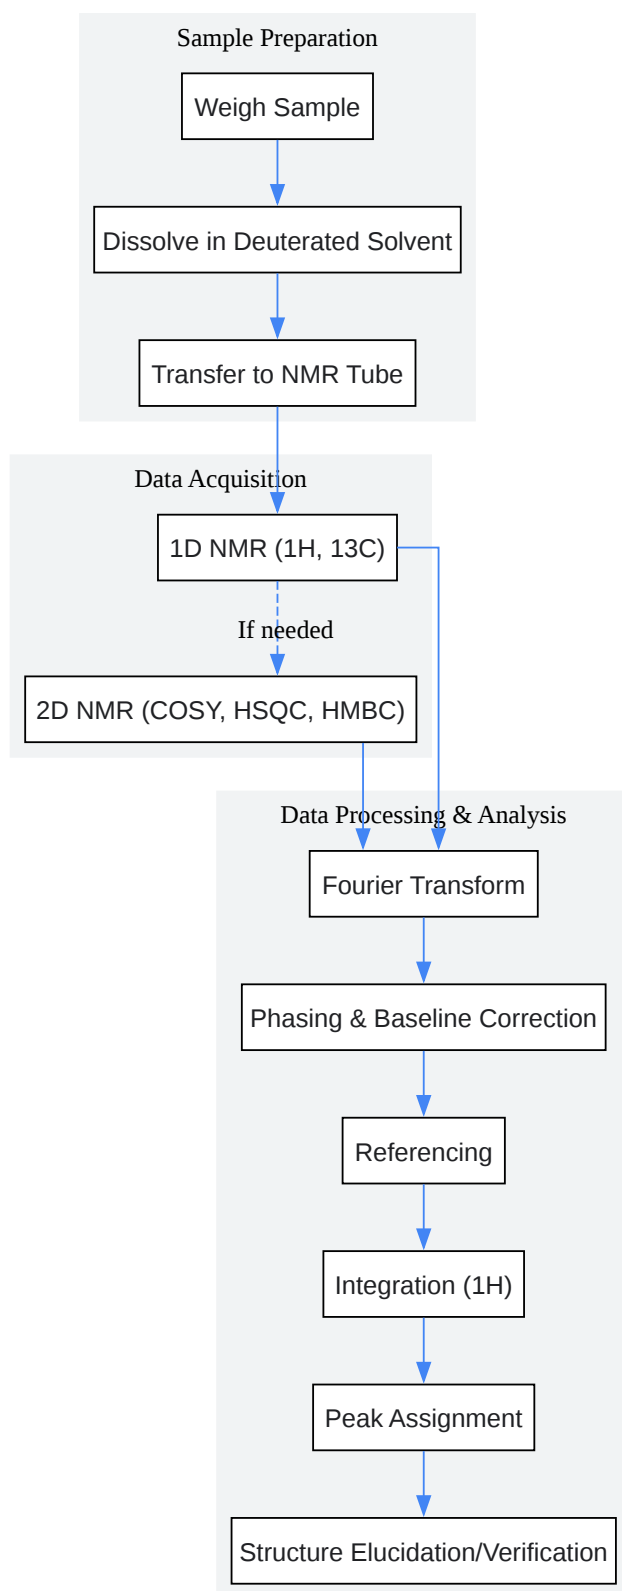 Sample Preparation
Weigh Sample
Dissolve in Deuterated Solvent
Transfer to NMR Tube
Data Acquisition
1D NMR (1H, 13C)
If needed
2D NMR (COSY, HSQC, HMBC)
Data Processing & Analysis
Fourier Transform
Phasing & Baseline Correction
Referencing
Integration (1H)
Peak Assignment
Structure Elucidation/Verification